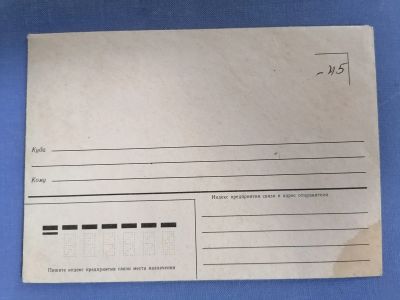 -45
Куда
Кому
Индекс предприятия связи и адрес отправителя
Пишите индекс предприятия связи места назначения